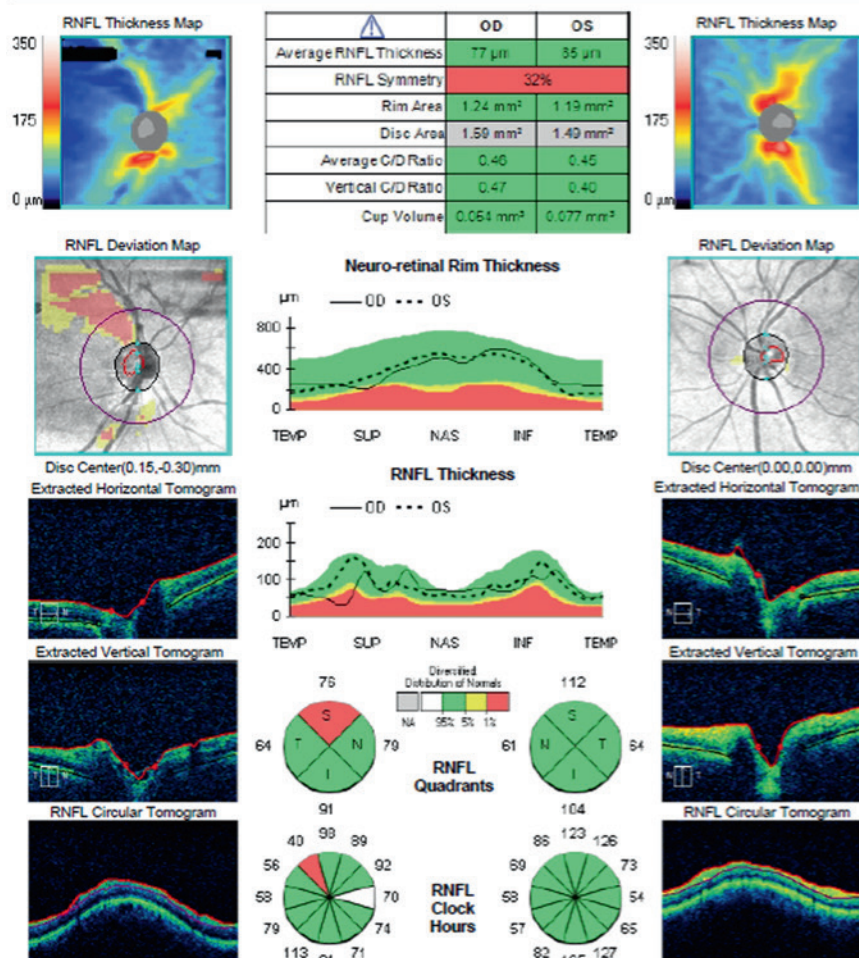 RNFL Thickness Map
350
175
0 µm
OD OS
Average RNFL Thickness 77 µm 85 µm
RNFL Symmetry 32%
Rim Area 1.24 mm² 1.19 mm²
Disc Area 1.59 mm² 1.49 mm²
Average C/D Ratio 0.46 0.45
Vertical C/D Ratio 0.47 0.40
Cup Volume 0.054 mm³ 0.077 mm³
RNFL Thickness Map
350
175
0 µm
RNFL Deviation Map
Disc Center(0.15,-0.30)mm
Neuro-retinal Rim Thickness
µm OD OS
800
400
0
TEMP SUP NAS INF TEMP
RNFL Deviation Map
Disc Center(0.00,0.00)mm
Extracted Horizontal Tomogram
T N
RNFL Thickness
µm OD OS
200
100
0
TEMP SUP NAS INF TEMP
Extracted Horizontal Tomogram
N T
Extracted Vertical Tomogram
T N
76
S
64 T N 79
I
91
Diversified:
Distribution of Normals
NA 95% 5% 1%
RNFL
Quadrants
112
S
61 N T 64
I
104
Extracted Vertical Tomogram
N T
RNFL Circular Tomogram
98
40 89
56 92
58 70
79 74
113 71
RNFL
Clock
Hours
123
86 126
69 73
58 54
57 65
82 127
RNFL Circular Tomogram